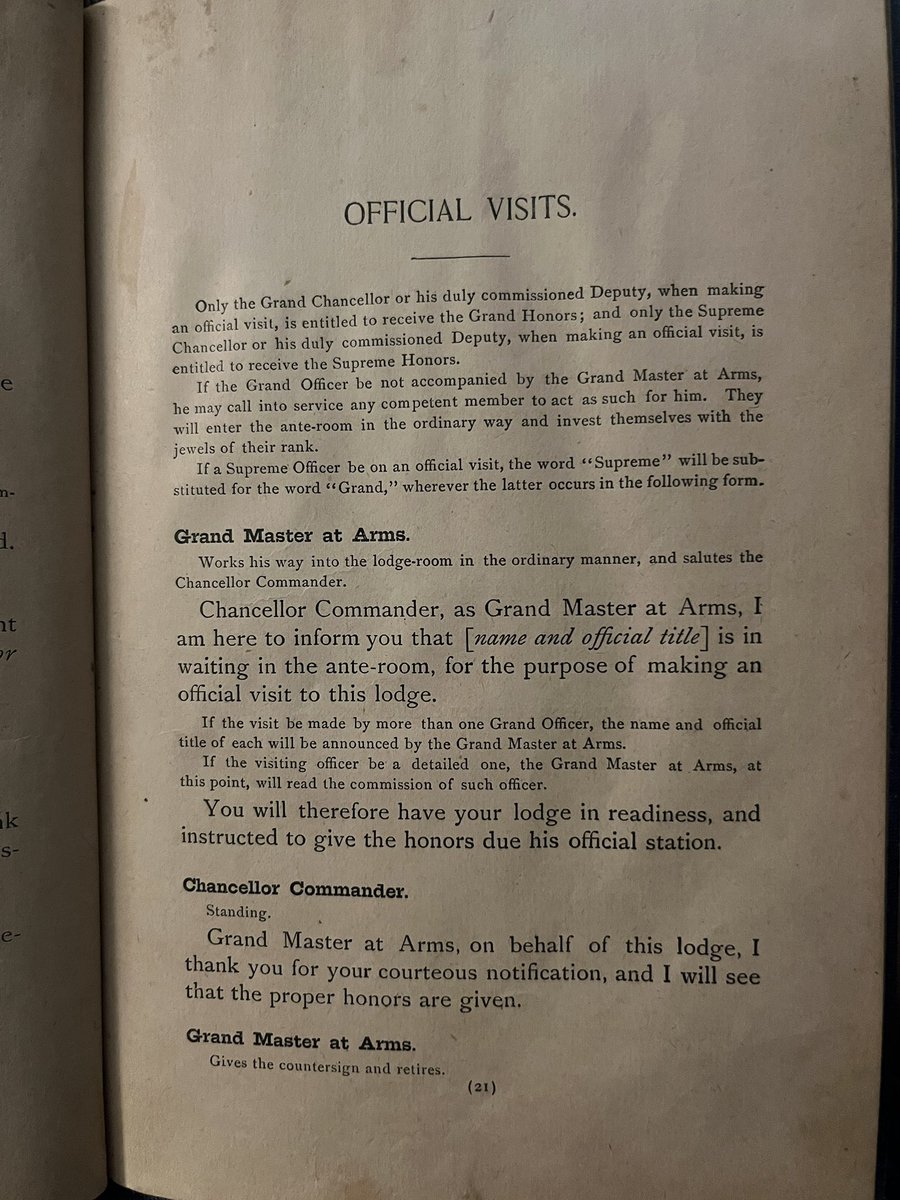 OFFICIAL VISITS.
Only the Grand Chancellor or his duly commissioned Deputy, when making
an official visit, is entitled to receive the Grand Honors; and only the Supreme
Chancellor or his duly commissioned Deputy, when making an official visit, is
entitled to receive the Supreme Honors.
If the Grand Officer be not accompanied by the Grand Master at Arms,
he may call into service any competent member to act as such for him. They
will enter the ante-room in the ordinary way and invest themselves with the
jewels of their rank.
If a Supreme Officer be on an official visit, the word “Supreme” will be sub-
stituted for the word “Grand,” wherever the latter occurs in the following form.
Grand Master at Arms.
Works his way into the lodge-room in the ordinary manner, and salutes the
Chancellor Commander.
Chancellor Commander, as Grand Master at Arms, I
am here to inform you that [name and official title] is in
waiting in the ante-room, for the purpose of making an
official visit to this lodge.
If the visit be made by more than one Grand Officer, the name and official
title of each will be announced by the Grand Master at Arms.
If the visiting officer be a detailed one, the Grand Master at Arms, at
this point, will read the commission of such officer.
You will therefore have your lodge in readiness, and
instructed to give the honors due his official station.
Chancellor Commander.
Standing.
Grand Master at Arms, on behalf of this lodge, I
thank you for your courteous notification, and I will see
that the proper honors are given.
Grand Master at Arms.
Gives the countersign and retires.
(21)